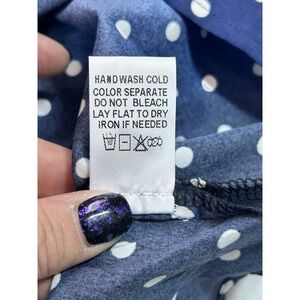 HAND WASH COLD
COLOR SEPARATE
DO NOT BLEACH
LAY FLAT TO DRY
IRON IF NEEDED